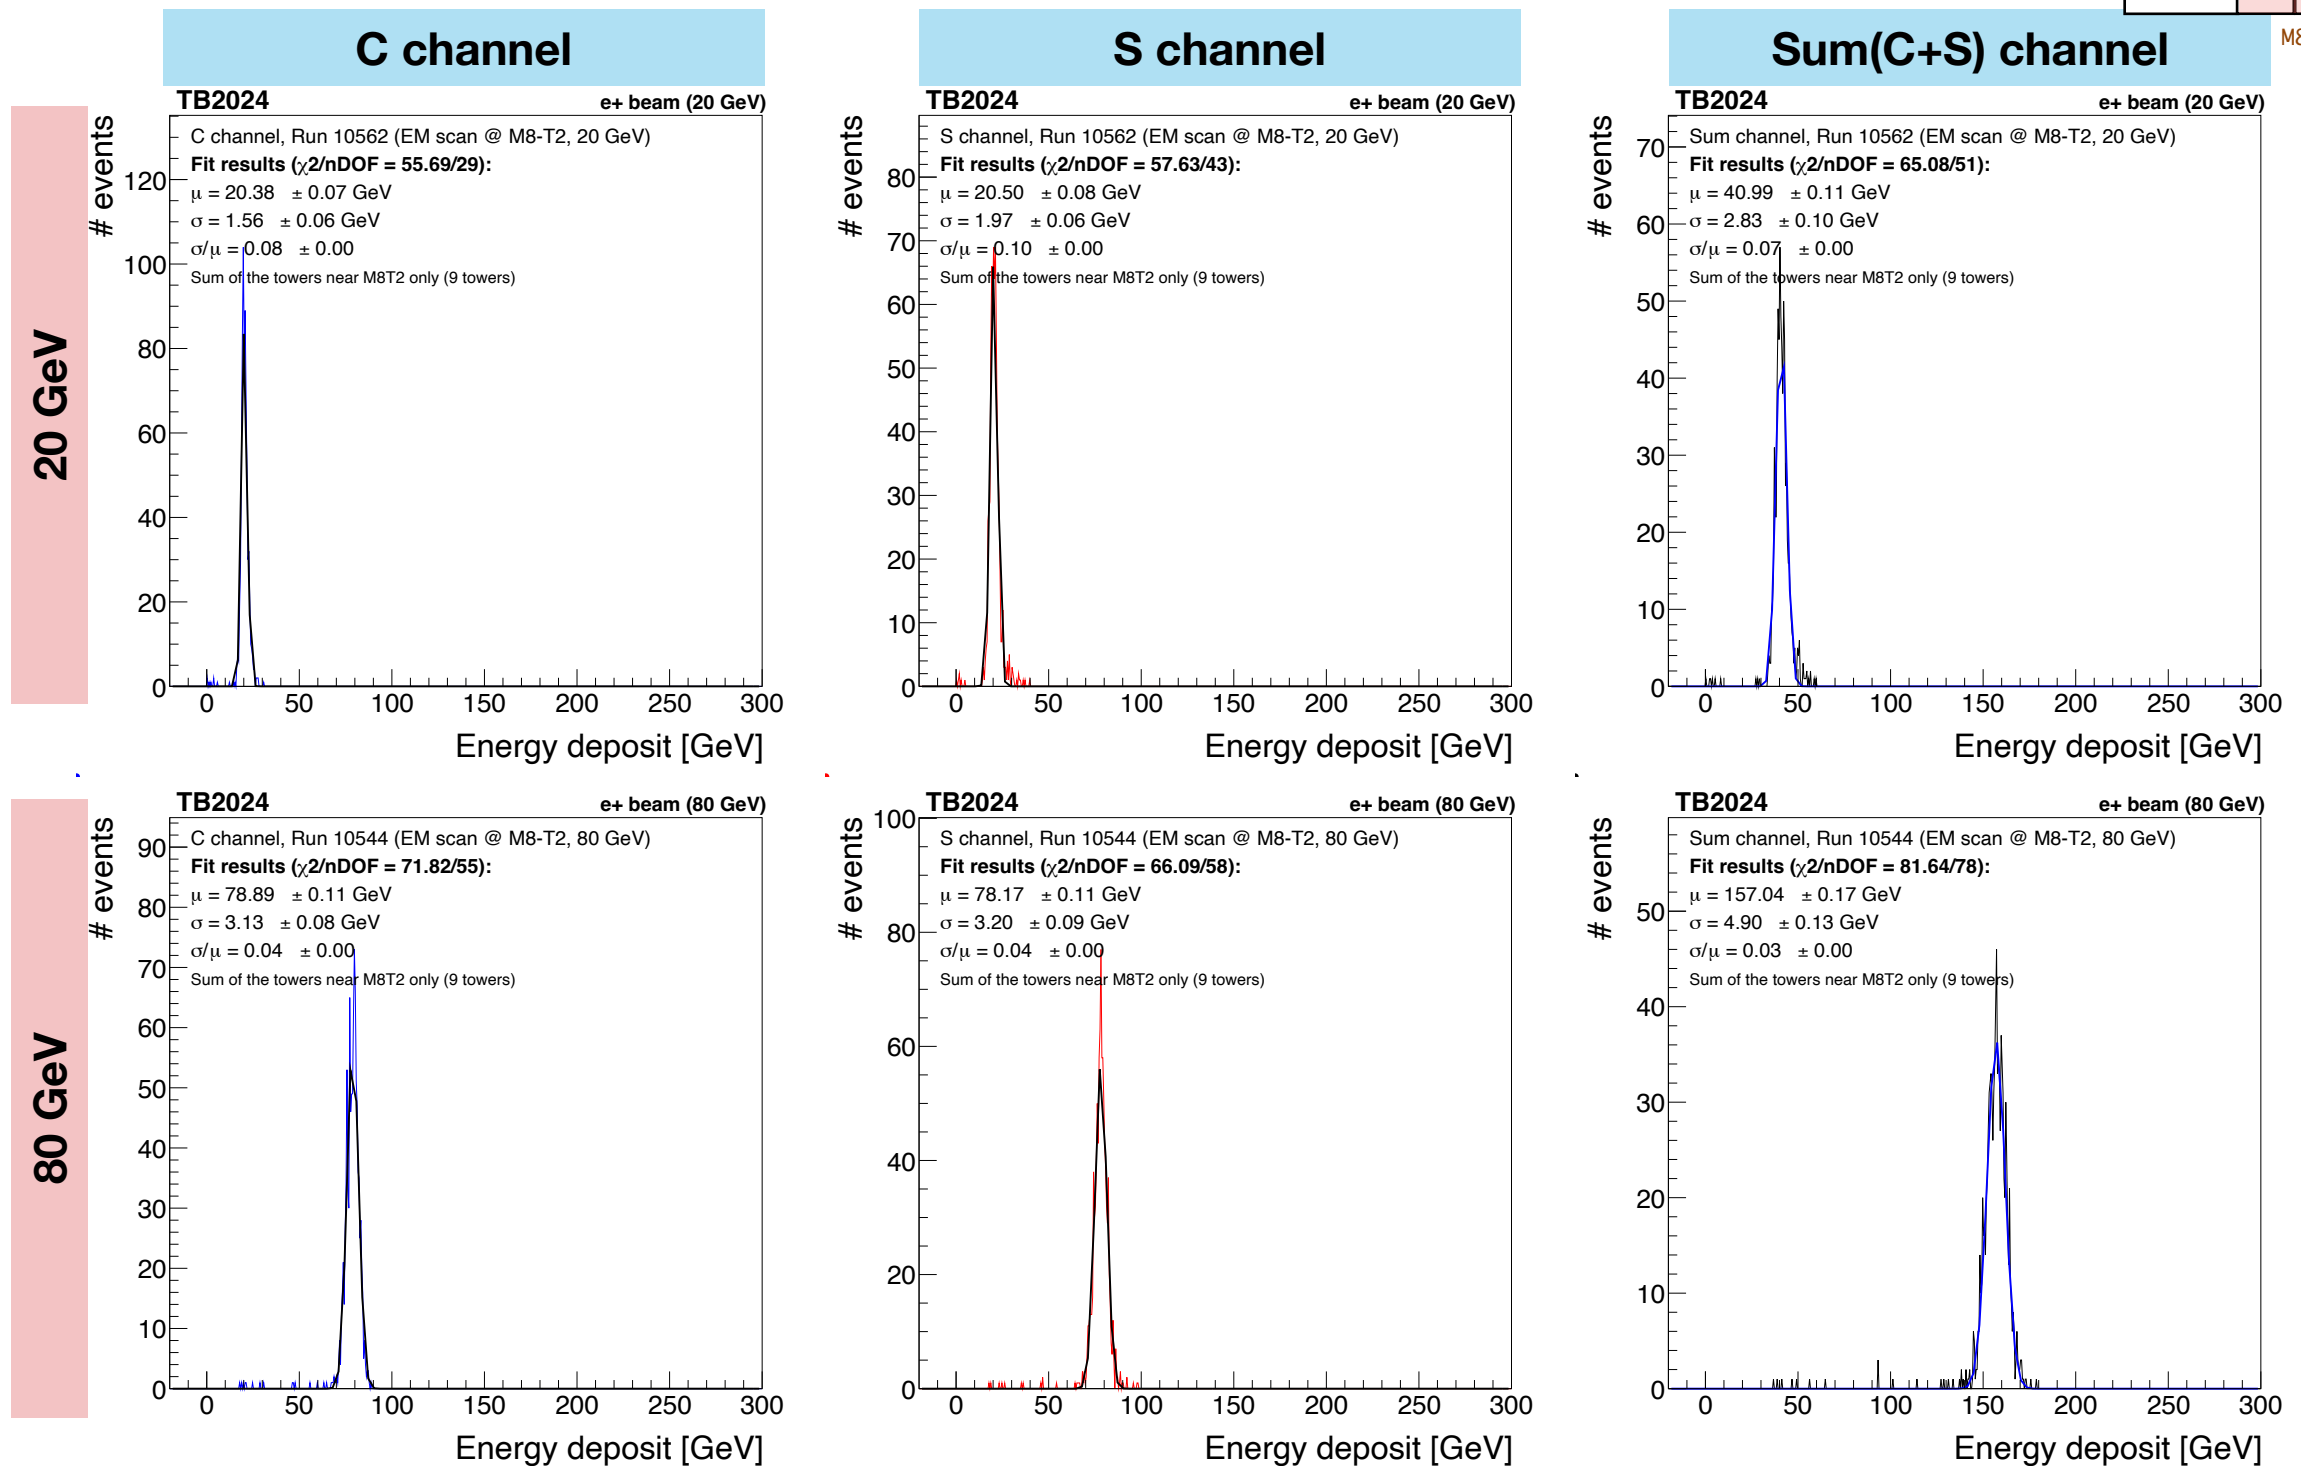 C channel
S channel
Sum(C+S) channel
20 GeV
TB2024 e+ beam (20 GeV)
C channel, Run 10562 (EM scan @ M8-T2, 20 GeV)
Fit results (χ2/nDOF = 55.69/29):
μ = 20.38 ± 0.07 GeV
σ = 1.56 ± 0.06 GeV
σ/μ = 0.08 ± 0.00
Sum of the towers near M8T2 only (9 towers)
# events
120
100
80
60
40
20
0
0 50 100 150 200 250 300
Energy deposit [GeV]
TB2024 e+ beam (20 GeV)
S channel, Run 10562 (EM scan @ M8-T2, 20 GeV)
Fit results (χ2/nDOF = 57.63/43):
μ = 20.50 ± 0.08 GeV
σ = 1.97 ± 0.06 GeV
σ/μ = 0.10 ± 0.00
Sum of the towers near M8T2 only (9 towers)
# events
80
70
60
50
40
30
20
10
0
0 50 100 150 200 250 300
Energy deposit [GeV]
TB2024 e+ beam (20 GeV)
Sum channel, Run 10562 (EM scan @ M8-T2, 20 GeV)
Fit results (χ2/nDOF = 65.08/51):
μ = 40.99 ± 0.11 GeV
σ = 2.83 ± 0.10 GeV
σ/μ = 0.07 ± 0.00
Sum of the towers near M8T2 only (9 towers)
# events
70
60
50
40
30
20
10
0
0 50 100 150 200 250 300
Energy deposit [GeV]
80 GeV
TB2024 e+ beam (80 GeV)
C channel, Run 10544 (EM scan @ M8-T2, 80 GeV)
Fit results (χ2/nDOF = 71.82/55):
μ = 78.89 ± 0.11 GeV
σ = 3.13 ± 0.08 GeV
σ/μ = 0.04 ± 0.00
Sum of the towers near M8T2 only (9 towers)
# events
90
80
70
60
50
40
30
20
10
0
0 50 100 150 200 250 300
Energy deposit [GeV]
TB2024 e+ beam (80 GeV)
S channel, Run 10544 (EM scan @ M8-T2, 80 GeV)
Fit results (χ2/nDOF = 66.09/58):
μ = 78.17 ± 0.11 GeV
σ = 3.20 ± 0.09 GeV
σ/μ = 0.04 ± 0.00
Sum of the towers near M8T2 only (9 towers)
# events
100
80
60
40
20
0
0 50 100 150 200 250 300
Energy deposit [GeV]
TB2024 e+ beam (80 GeV)
Sum channel, Run 10544 (EM scan @ M8-T2, 80 GeV)
Fit results (χ2/nDOF = 81.64/78):
μ = 157.04 ± 0.17 GeV
σ = 4.90 ± 0.13 GeV
σ/μ = 0.03 ± 0.00
Sum of the towers near M8T2 only (9 towers)
# events
50
40
30
20
10
0
0 50 100 150 200 250 300
Energy deposit [GeV]